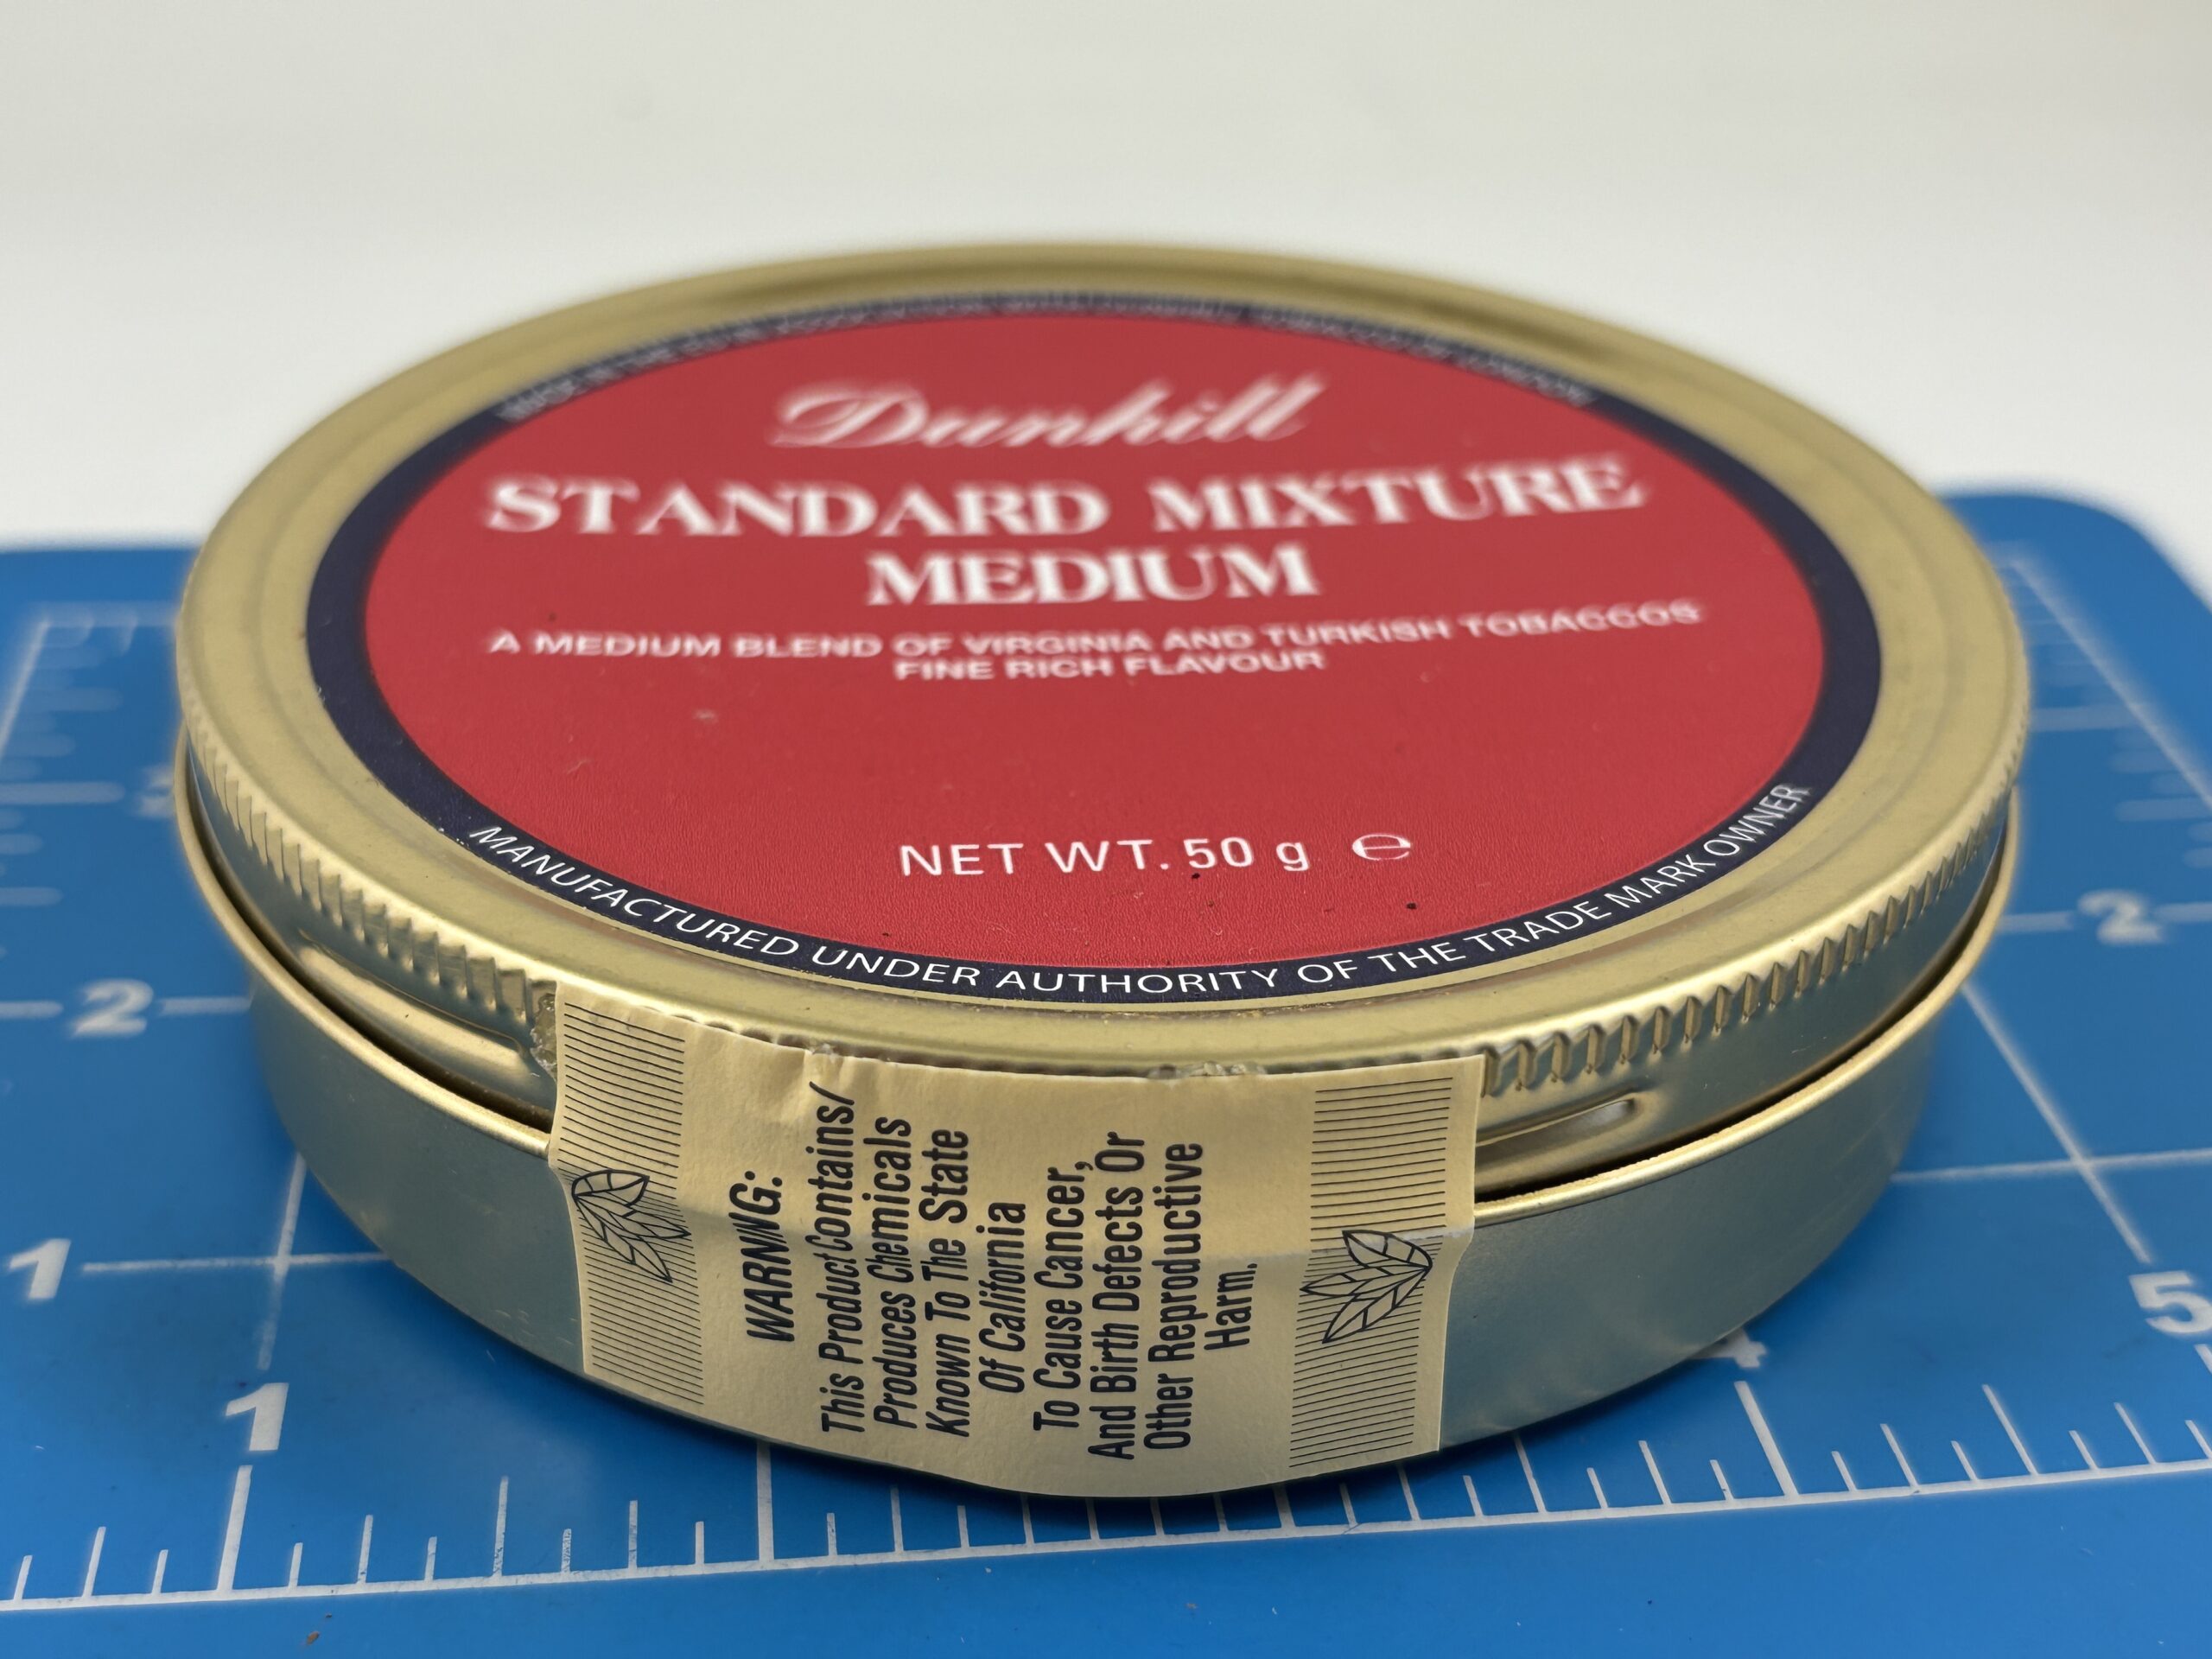 Dunhill
STANDARD MIXTURE
MEDIUM
A MEDIUM BLEND OF VIRGINIA AND TURKISH TOBACCOS
FINE RICH FLAVOUR
NET WT. 50 g ℮
MANUFACTURED UNDER AUTHORITY OF THE TRADE MARK OWNER
WARNING:
This Product Contains/
Produces Chemicals
Known To The State
Of California
To Cause Cancer,
And Birth Defects Or
Other Reproductive
Harm.
2
2
1
5
1
4